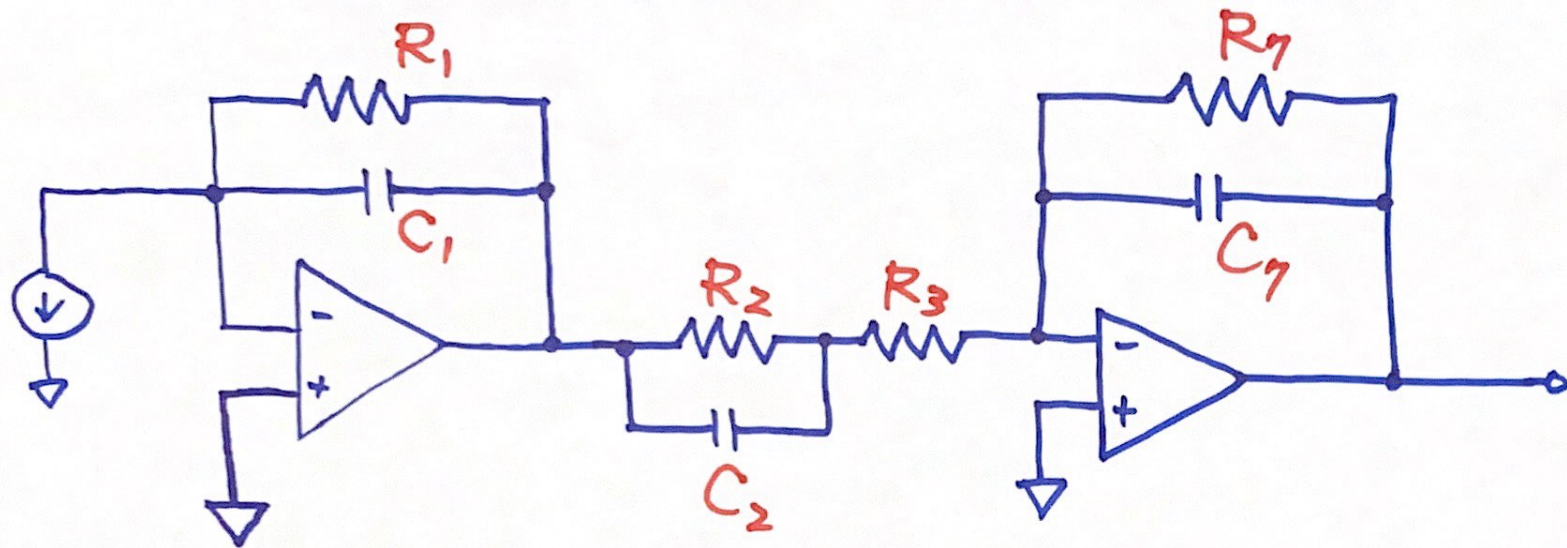 R₁
R₇
C₁
C₇
R₂
R₃
-
-
+
+
C₂